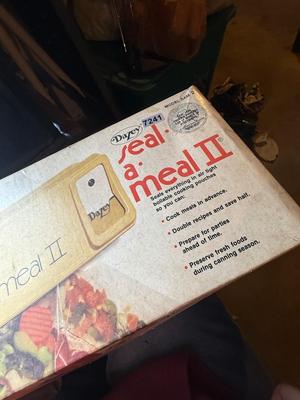 Dazey
7241
seal-
a-
meal II
Seals everything in air tight
boilable cooking pouches
so you can:
• Cook meals in advance.
• Double recipes and save half.
• Prepare for parties
ahead of time.
• Preserve fresh foods
during canning season.
Dazey
meal II